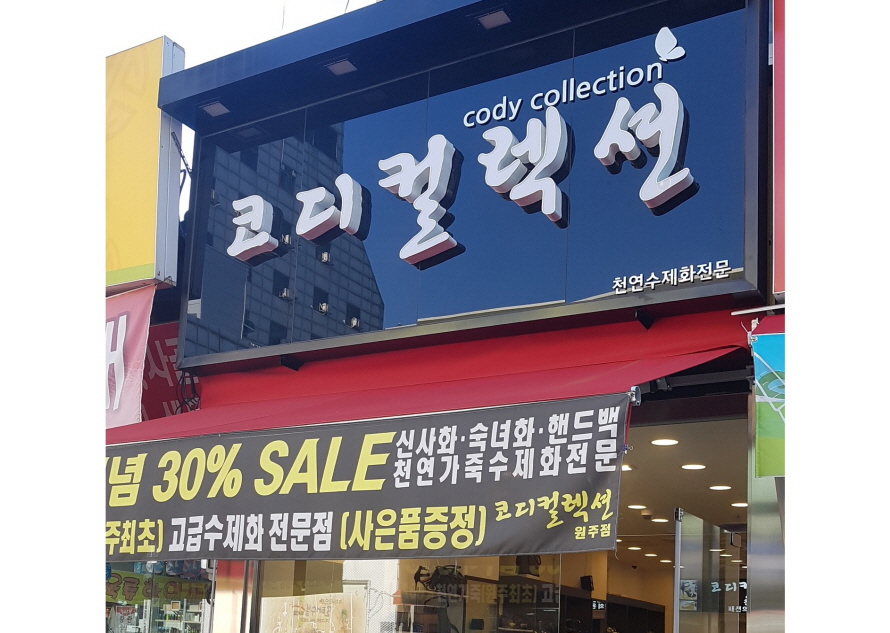 cody collection
코디컬렉션
천연수제화전문
념 30% SALE 신사화·숙녀화·핸드백
천연가죽수제화전문
주최초) 고급수제화 전문점 (사은품증정) 코디컬렉션
원주점